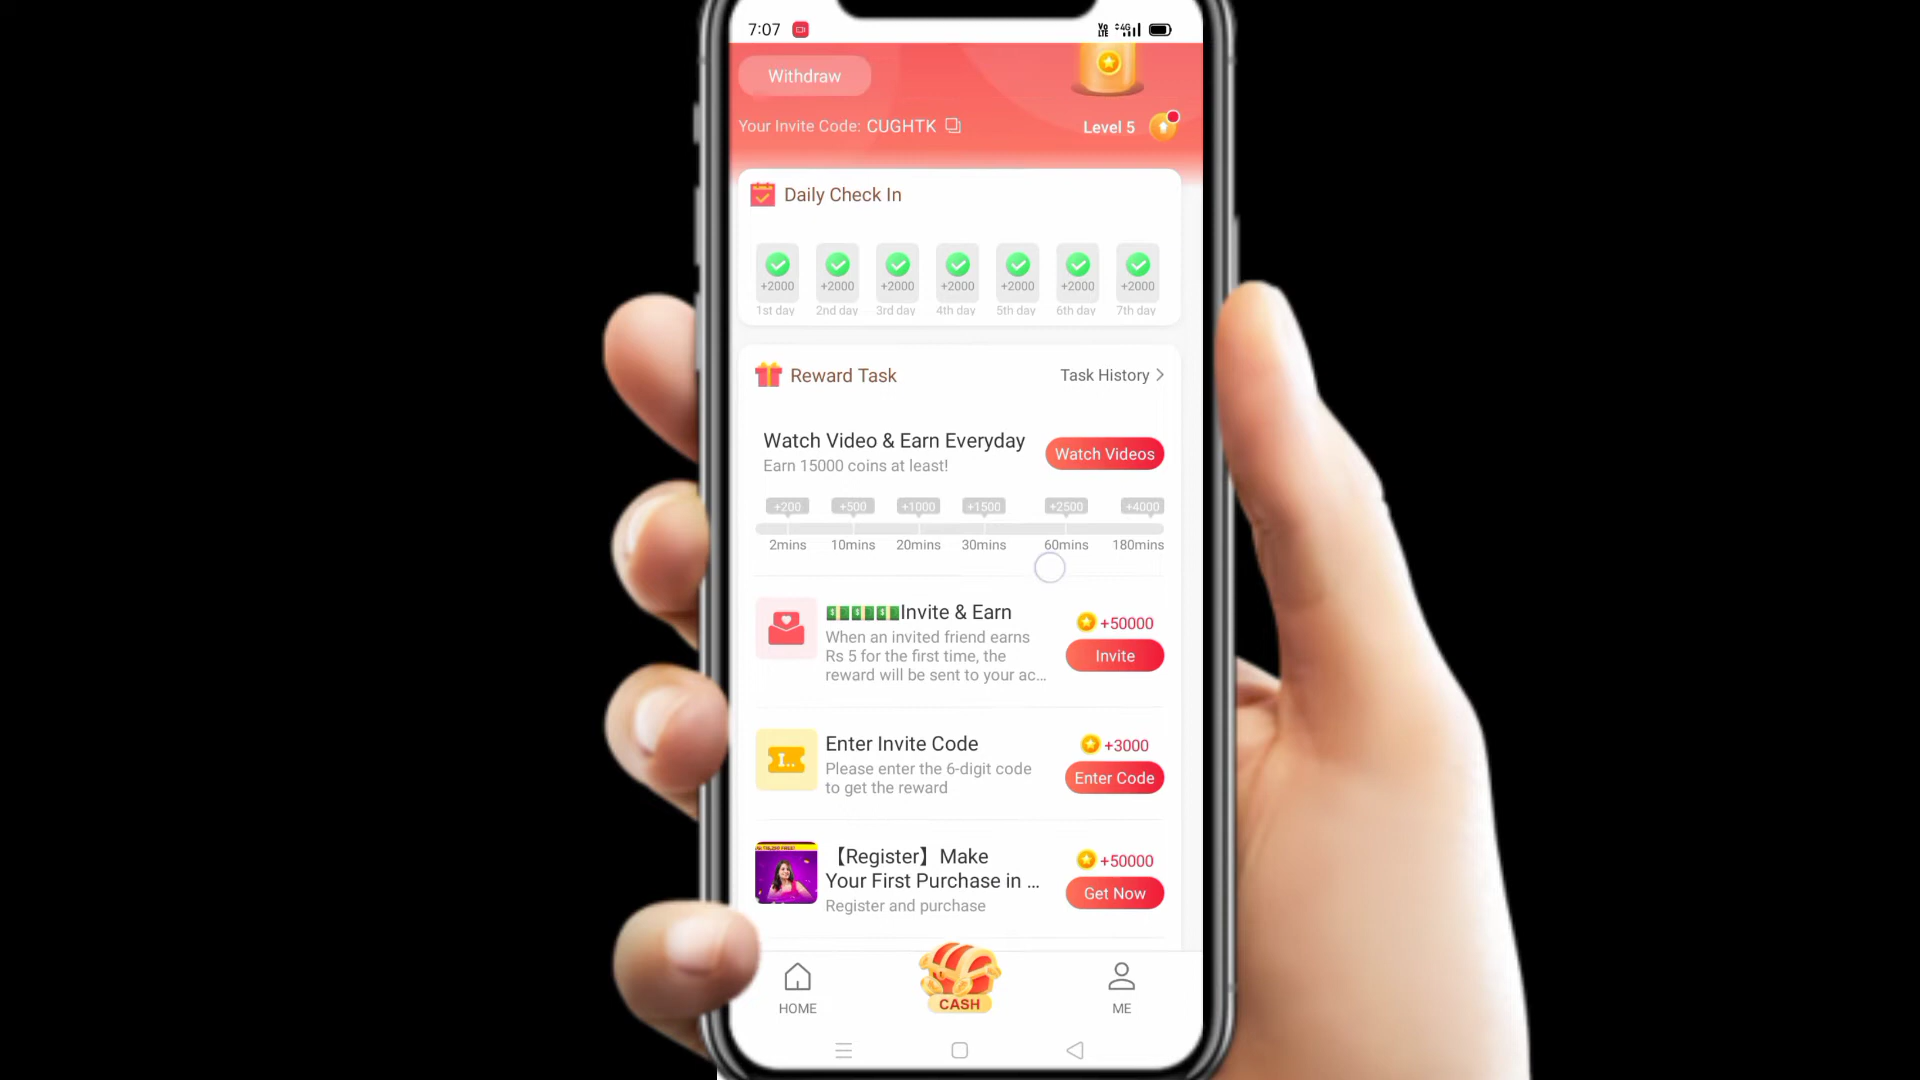 7:07
Vo LTE 4G
Withdraw
Your Invite Code: CUGHTK
Level 5
Daily Check In
+2000 +2000 +2000 +2000 +2000 +2000 +2000
1st day 2nd day 3rd day 4th day 5th day 6th day 7th day
Reward Task
Task History
Watch Video & Earn Everyday
Earn 15000 coins at least!
Watch Videos
+200 +500 +1000 +1500 +2500 +4000
2mins 10mins 20mins 30mins 60mins 180mins
Invite & Earn
When an invited friend earns
Rs 5 for the first time, the
reward will be sent to your ac...
+50000
Invite
I..
Enter Invite Code
Please enter the 6-digit code
to get the reward
+3000
Enter Code
【Register】Make
Your First Purchase in ...
Register and purchase
+50000
Get Now
HOME
CASH
ME